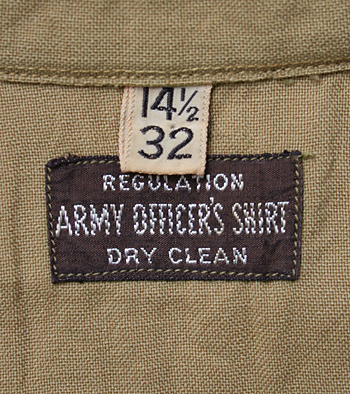 14½
32
REGULATION
ARMY OFFICER'S SHIRT
DRY CLEAN